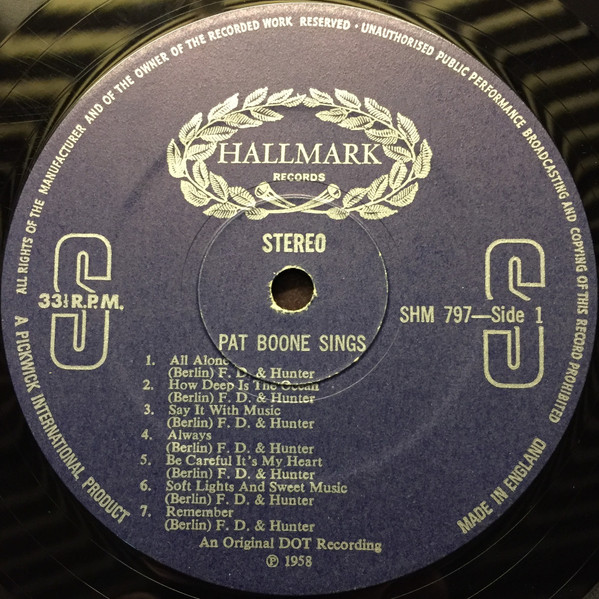 ALL RIGHTS OF THE MANUFACTURER AND OF THE OWNER OF THE RECORDED WORK RESERVED · UNAUTHORISED PUBLIC PERFORMANCE BROADCASTING AND COPYING OF THIS RECORD PROHIBITED
HALLMARK
RECORDS
STEREO
S
S
33⅓ R.P.M.
SHM 797—Side 1
PAT BOONE SINGS
1. All Alone
(Berlin) F. D. & Hunter
2. How Deep Is The Ocean
(Berlin) F. D. & Hunter
3. Say It With Music
(Berlin) F. D. & Hunter
4. Always
(Berlin) F. D. & Hunter
5. Be Careful It's My Heart
(Berlin) F. D. & Hunter
6. Soft Lights And Sweet Music
(Berlin) F. D. & Hunter
7. Remember
(Berlin) F. D. & Hunter
An Original DOT Recording
℗ 1958
A PICKWICK INTERNATIONAL PRODUCT
MADE IN ENGLAND